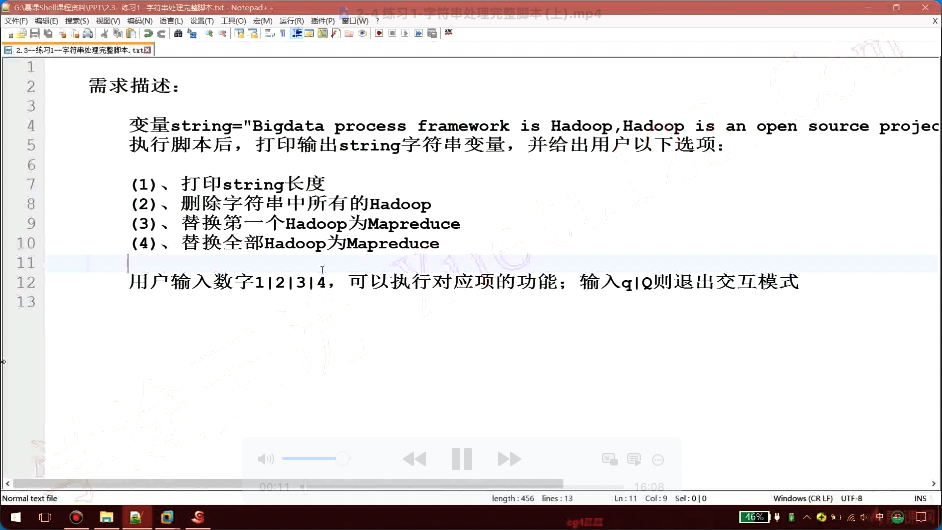 G:\慕课Shell课程资料\PPT\2.3- 练习1--字符串处理完整脚本.txt - Notepad++
2-4 练习1-字符串处理完整脚本 (上).mp4
文件(F) 编辑(E) 搜索(S) 视图(V) 编码(N) 语言(L) 设置(T) 工具(O) 宏(M) 运行(R) 插件(P) 窗口(W) ?
2.3--练习1--字符串处理完整脚本.txt
1
2 需求描述:
3
4 变量string="Bigdata process framework is Hadoop,Hadoop is an open source projec
5 执行脚本后，打印输出string字符串变量，并给出用户以下选项:
6
7 (1)、打印string长度
8 (2)、删除字符串中所有的Hadoop
9 (3)、替换第一个Hadoop为Mapreduce
10 (4)、替换全部Hadoop为Mapreduce
11
12 用户输入数字1|2|3|4，可以执行对应项的功能；输入q|Q则退出交互模式
13
00:11
16:08
Normal text file length : 456 lines : 13 Ln : 11 Col : 9 Sel : 0 | 0 Windows (CR LF) UTF-8 INS
46%
中